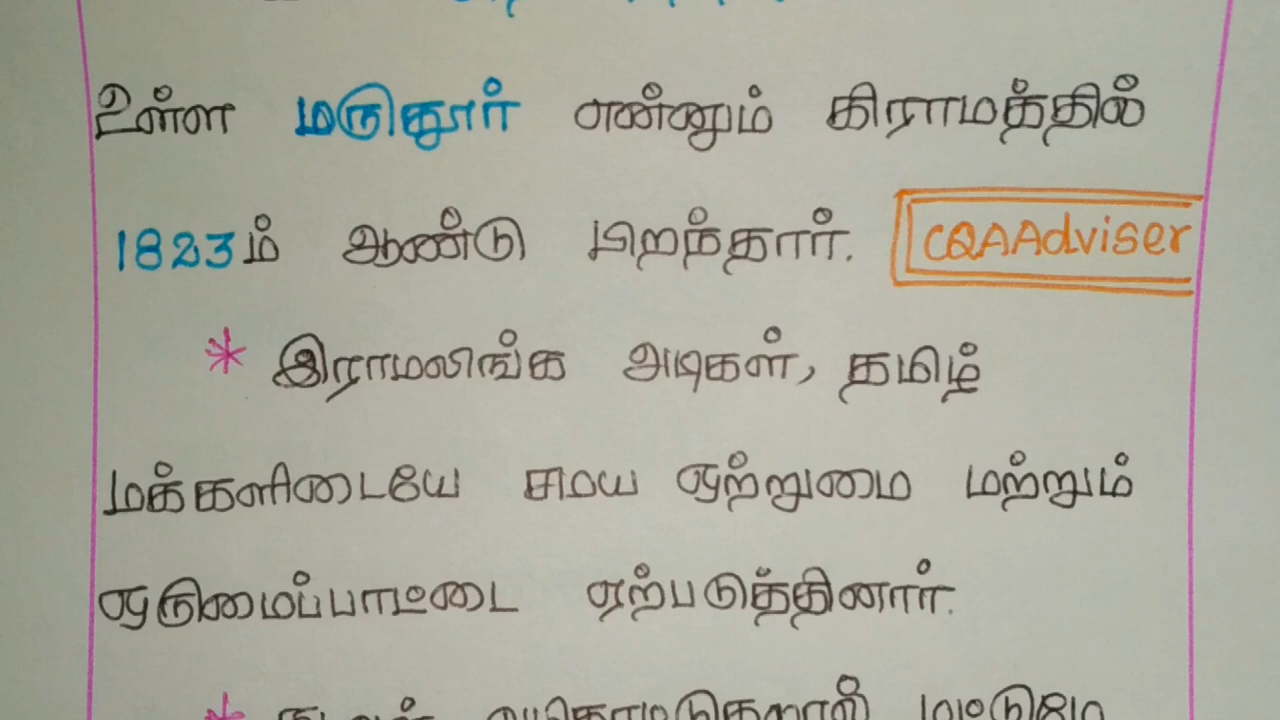 உள்ள மருதூர் என்னும் கிராமத்தில்
1823ம் ஆண்டு பிறந்தார். CQAAdviser
* இராமலிங்க அடிகள், தமிழ்
மக்களிடையே சமய ஒற்றுமை மற்றும்
ஒருமைப்பாட்டை ஏற்படுத்தினார்.